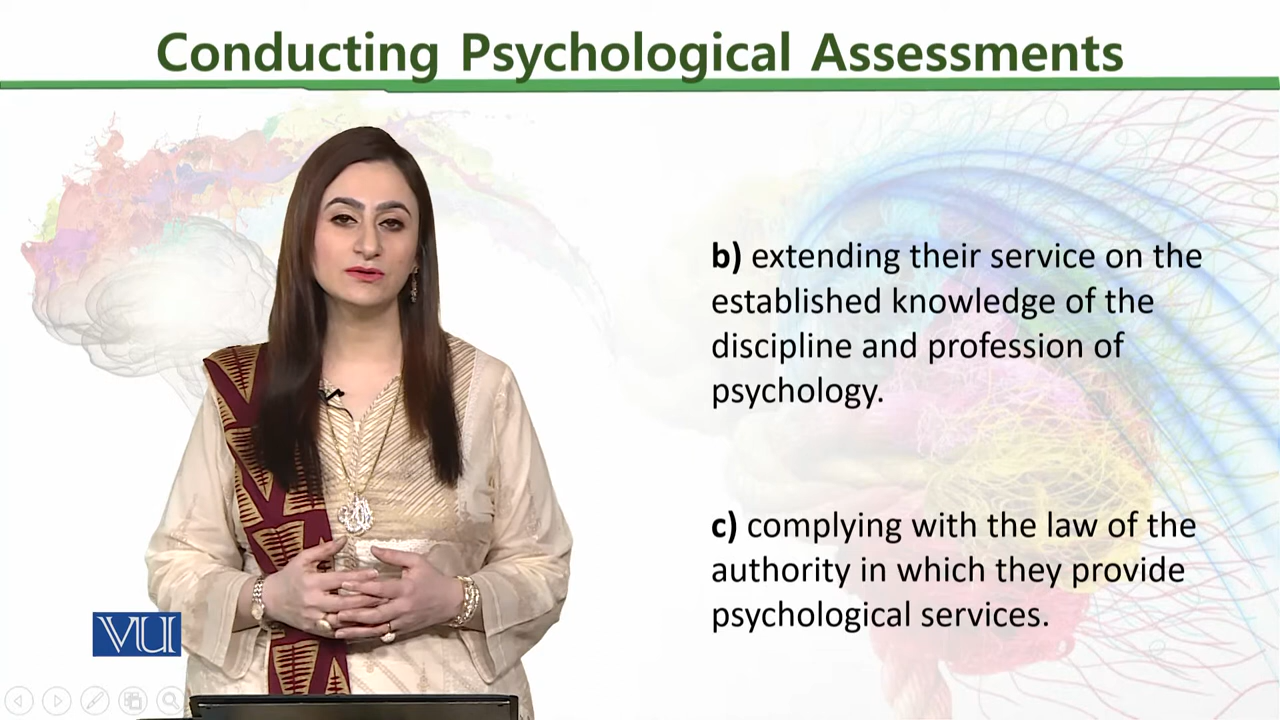 Conducting Psychological Assessments
b) extending their service on the
established knowledge of the
discipline and profession of
psychology.
c) complying with the law of the
authority in which they provide
psychological services.
VU